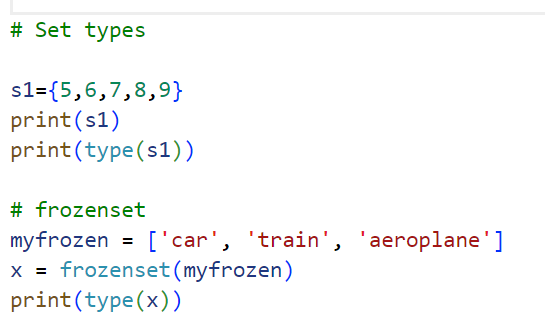 # Set types
s1={5,6,7,8,9}
print(s1)
print(type(s1))
# frozenset
myfrozen = ['car', 'train', 'aeroplane']
x = frozenset(myfrozen)
print(type(x))